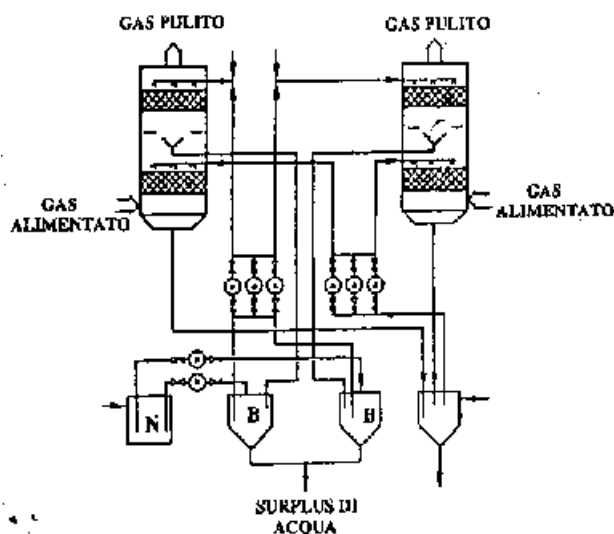 GAS PULITO
GAS PULITO
GAS
ALIMENTATO
GAS
ALIMENTATO
N
B
B
SURPLUS DI
ACQUA